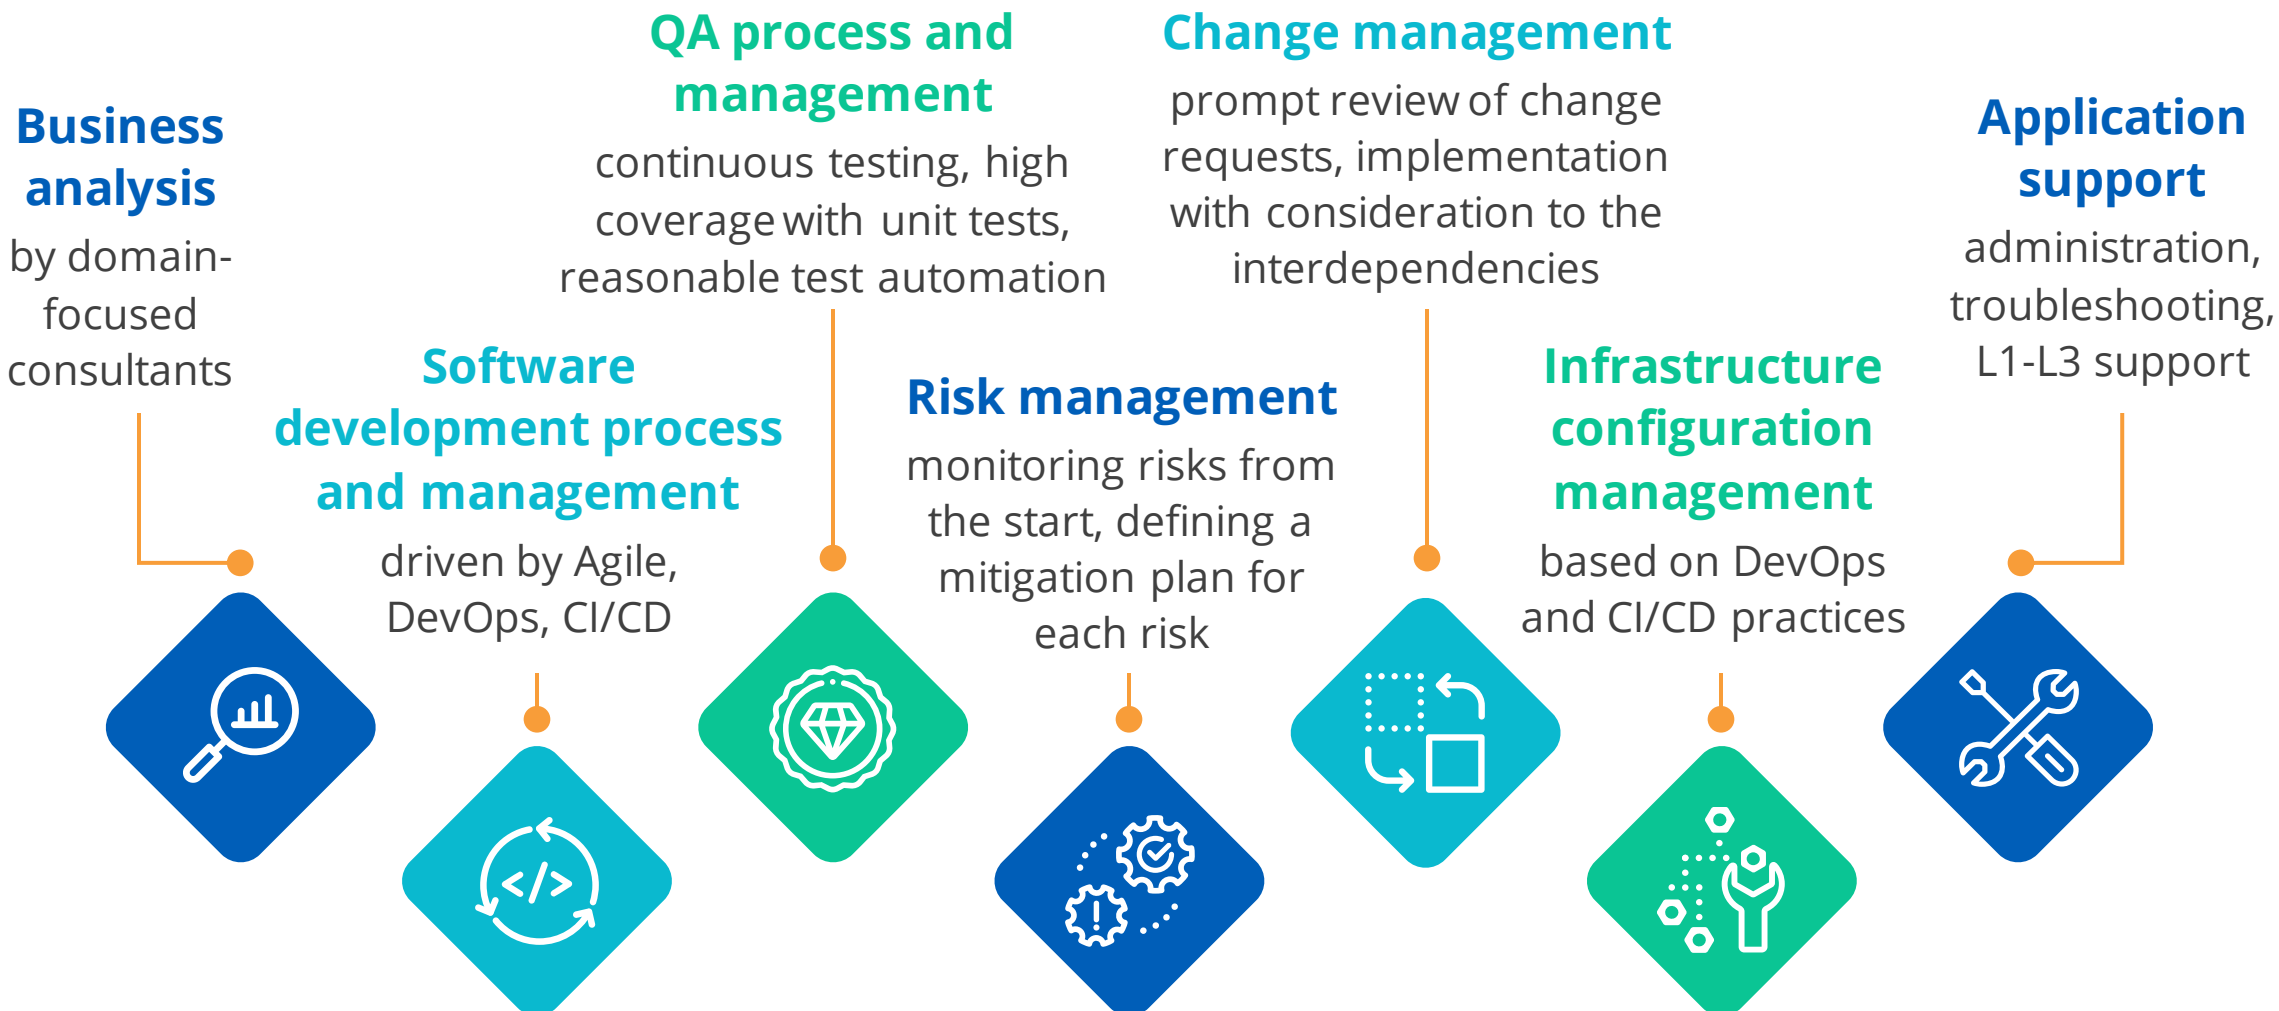 Business
analysis
by domain-
focused
consultants
Software
development process
and management
driven by Agile,
DevOps, CI/CD
QA process and
management
continuous testing, high
coverage with unit tests,
reasonable test automation
Risk management
monitoring risks from
the start, defining a
mitigation plan for
each risk
Change management
prompt review of change
requests, implementation
with consideration to the
interdependencies
Infrastructure
configuration
management
based on DevOps
and CI/CD practices
Application
support
administration,
troubleshooting,
L1-L3 support